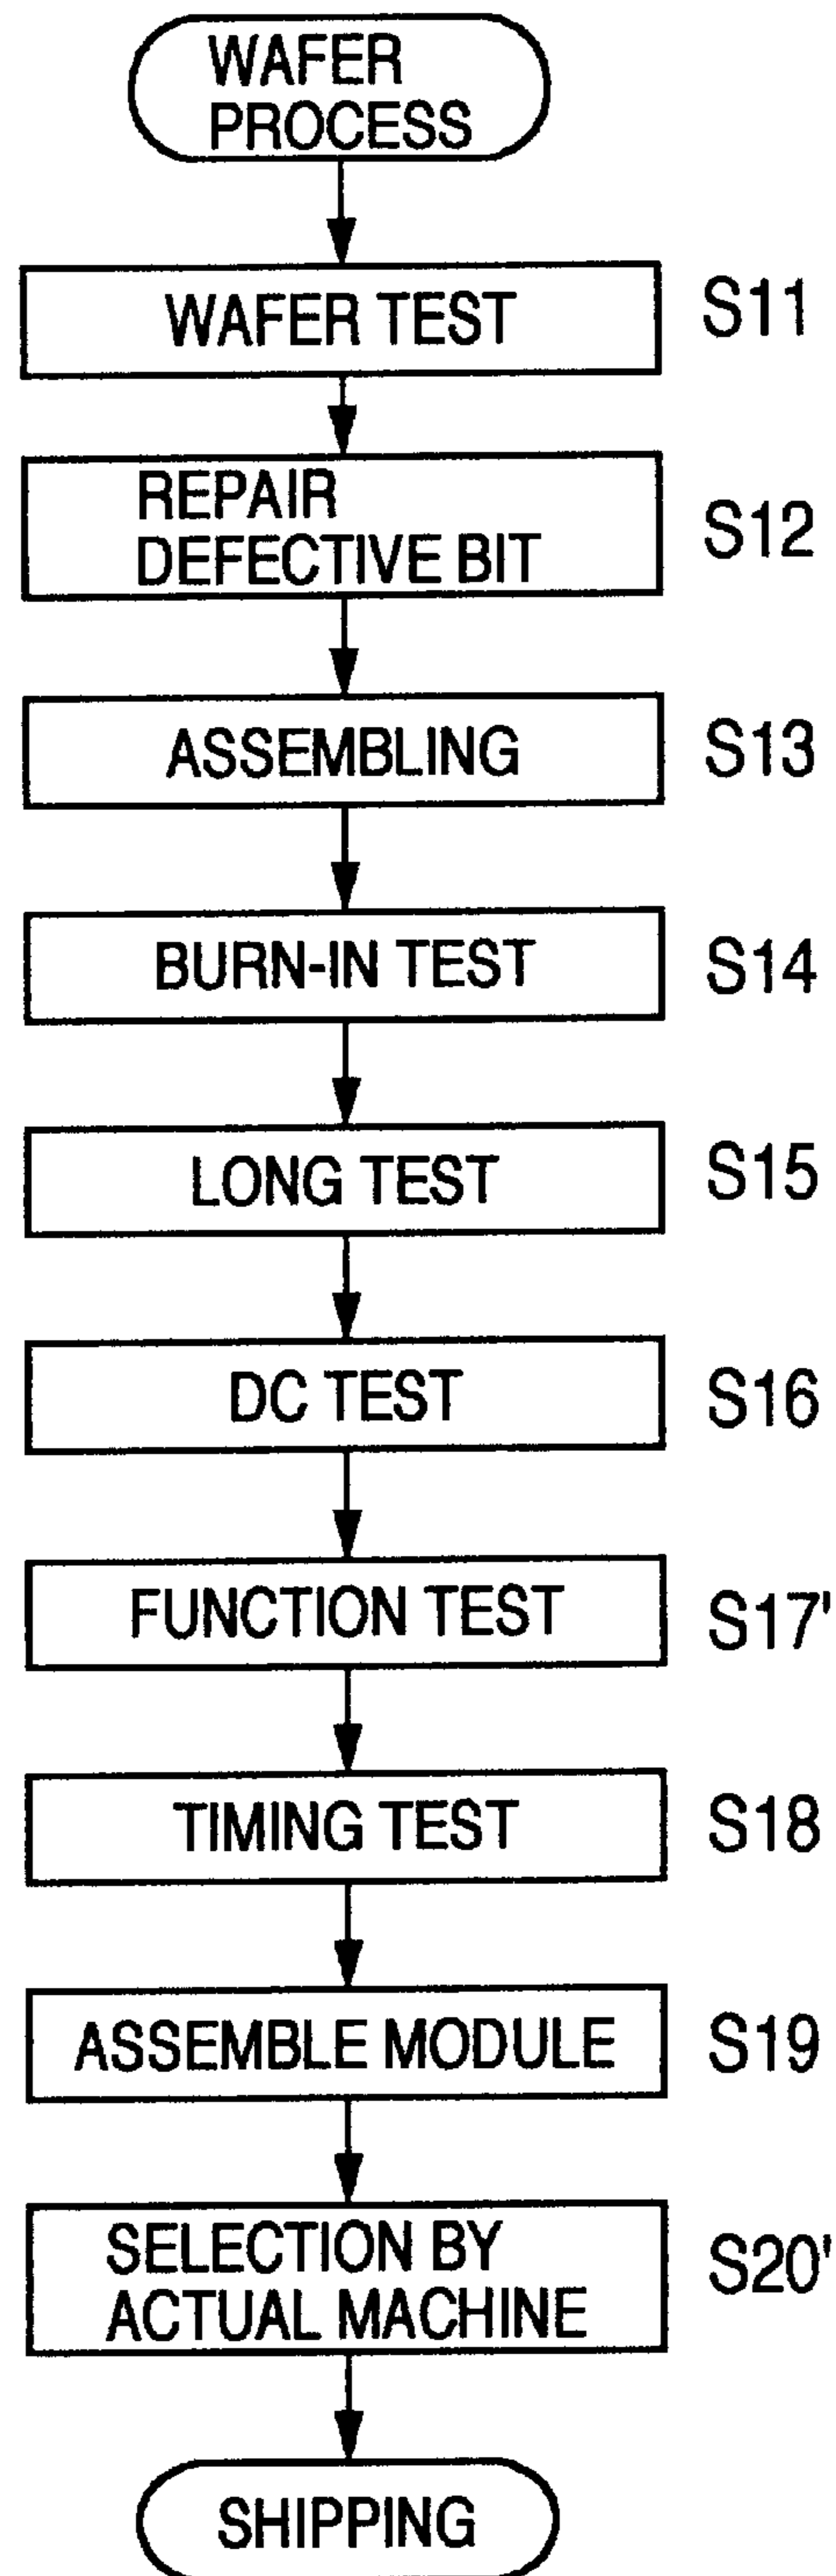 WAFER
PROCESS
WAFER TEST
S11
REPAIR
DEFECTIVE BIT
S12
ASSEMBLING
S13
BURN-IN TEST
S14
LONG TEST
S15
DC TEST
S16
FUNCTION TEST
S17'
TIMING TEST
S18
ASSEMBLE MODULE
S19
SELECTION BY
ACTUAL MACHINE
S20'
SHIPPING